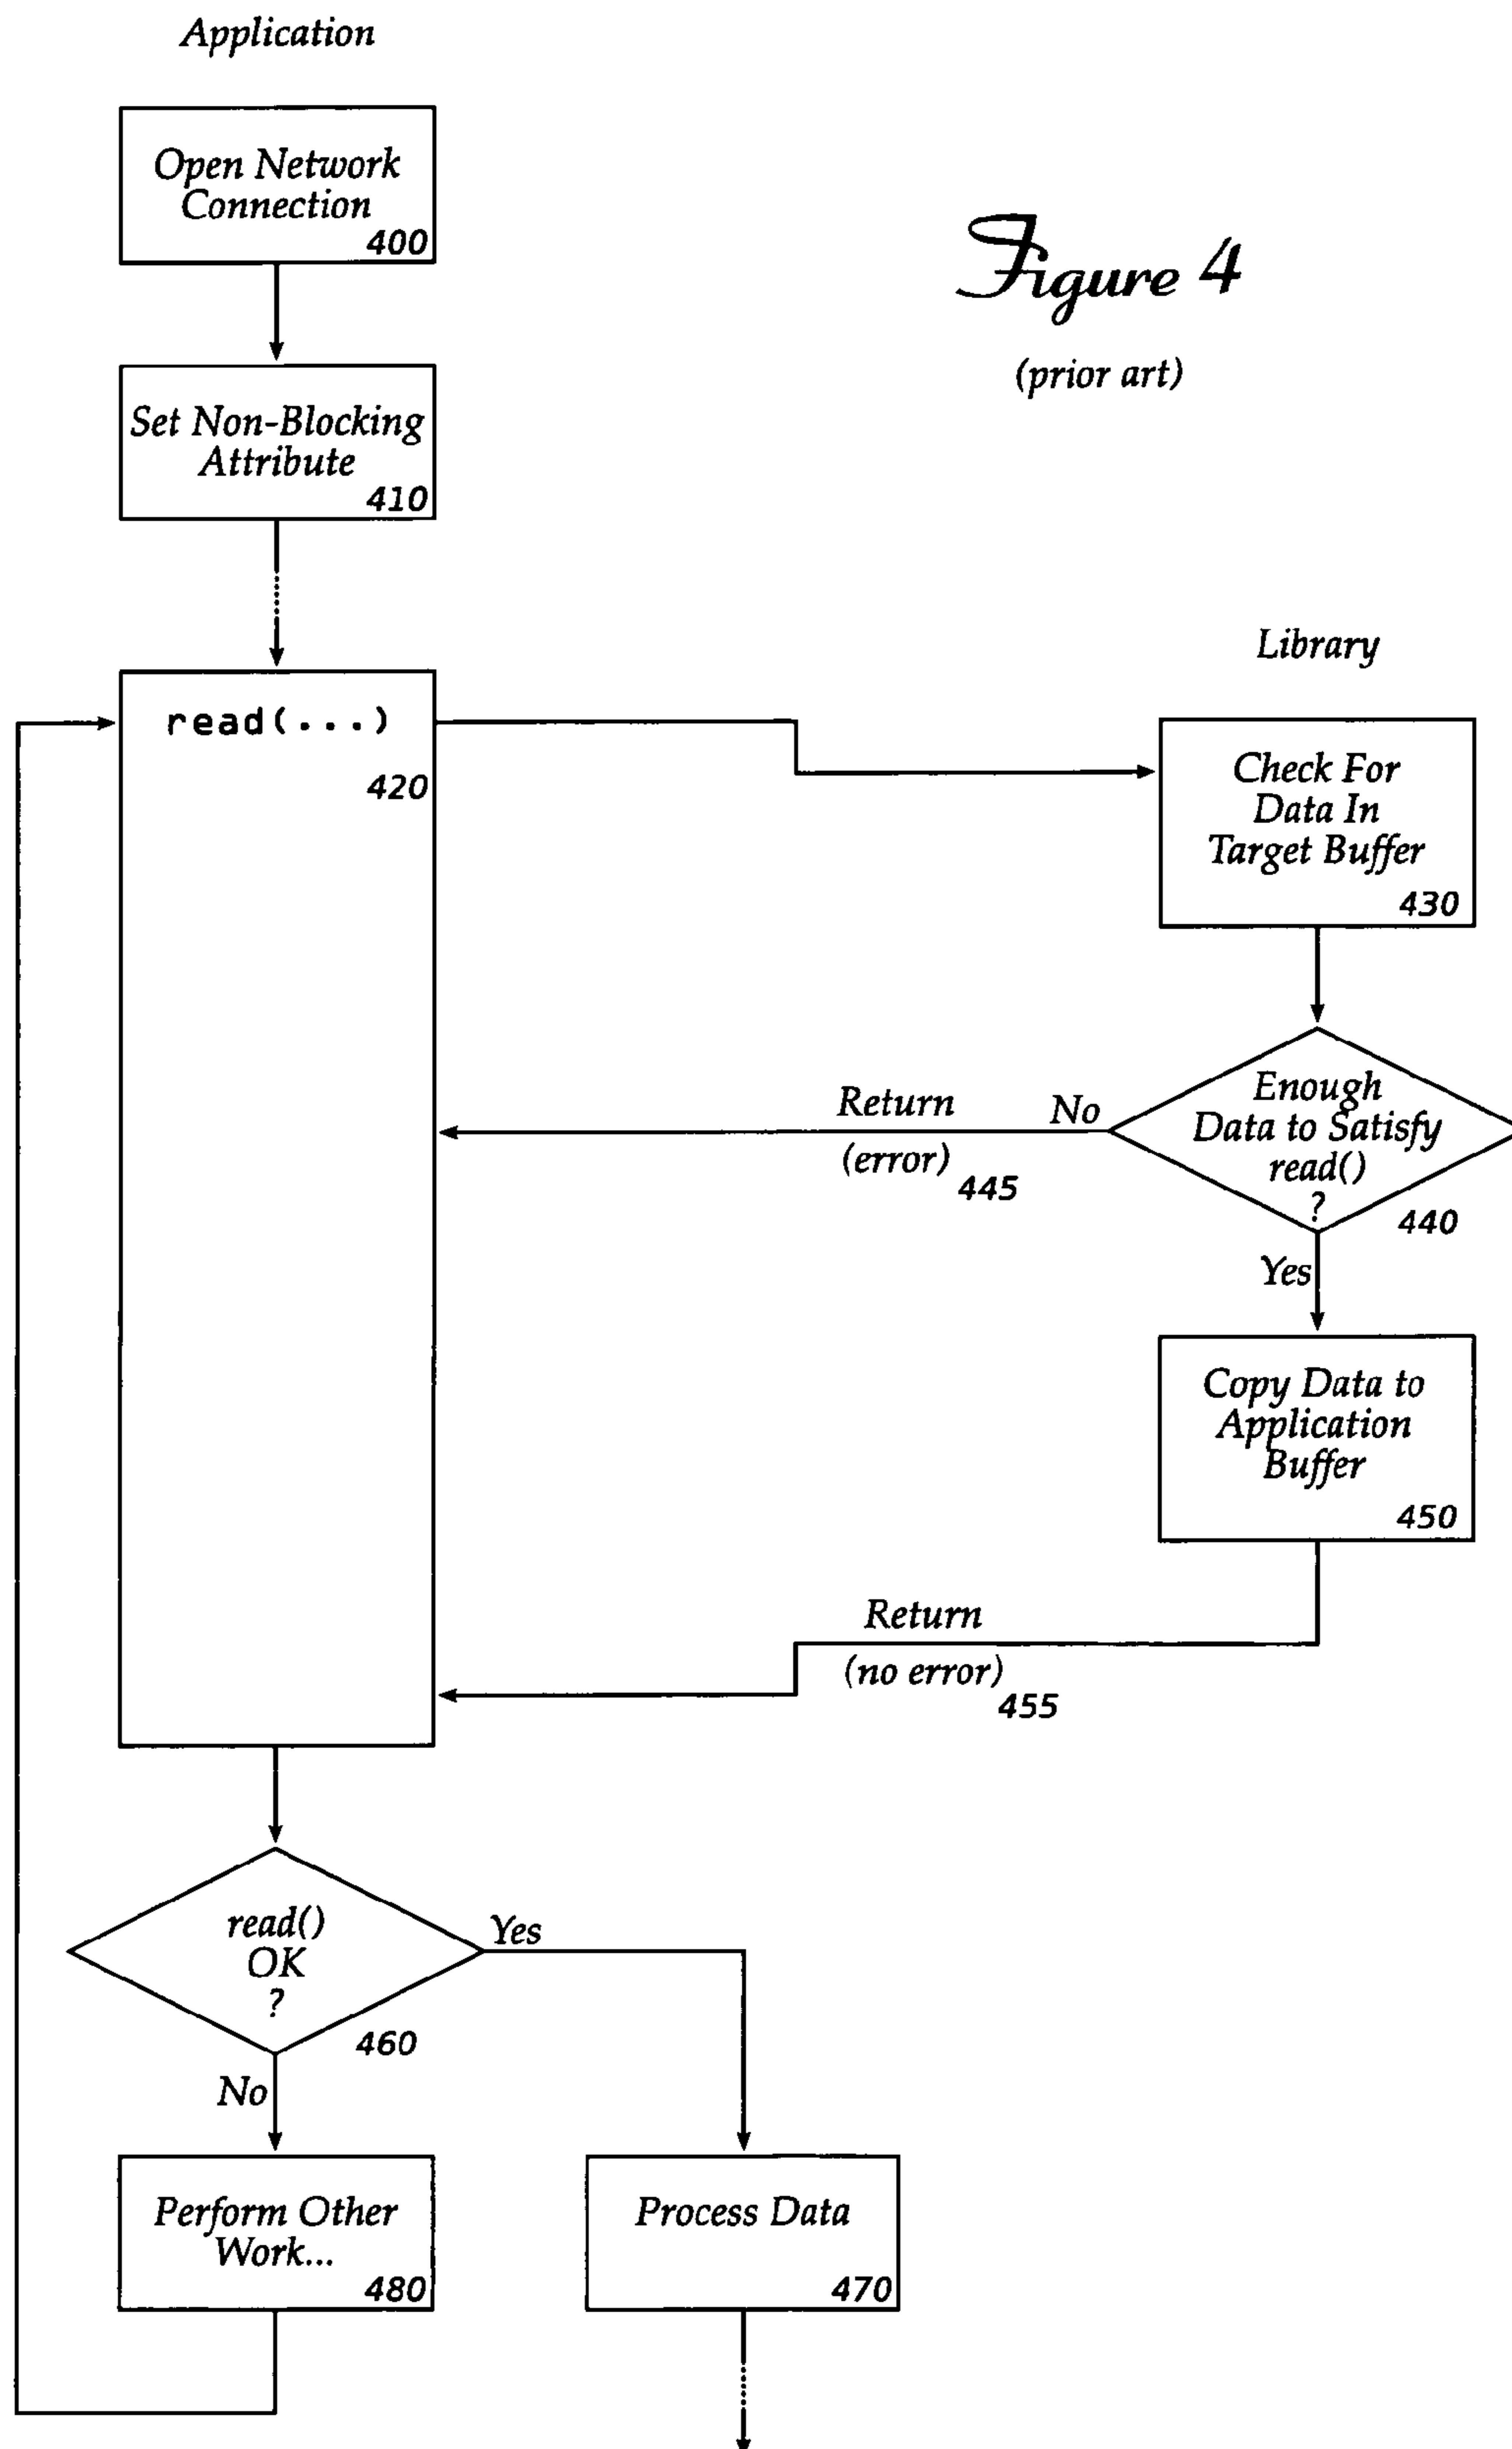 Application
Open Network
Connection
400
Figure 4
(prior art)
Set Non-Blocking
Attribute
410
Library
read(...)
420
Check For
Data In
Target Buffer
430
Enough
Data to Satisfy
read()
?
440
No
Return
(error)
445
Yes
Copy Data to
Application
Buffer
450
Return
(no error)
455
read()
OK
?
460
Yes
No
Perform Other
Work...
480
Process Data
470